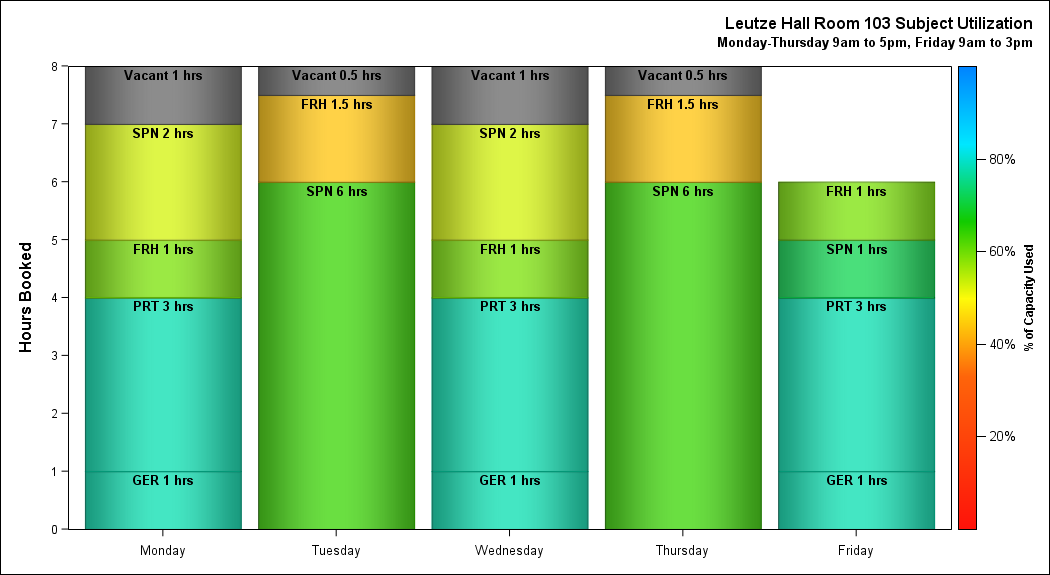 Leutze Hall Room 103 Subject Utilization
Monday-Thursday 9am to 5pm, Friday 9am to 3pm
Hours Booked
8
7
6
5
4
3
2
1
0
Vacant 1 hrs
SPN 2 hrs
FRH 1 hrs
PRT 3 hrs
GER 1 hrs
Vacant 0.5 hrs
FRH 1.5 hrs
SPN 6 hrs
Vacant 1 hrs
SPN 2 hrs
FRH 1 hrs
PRT 3 hrs
GER 1 hrs
Vacant 0.5 hrs
FRH 1.5 hrs
SPN 6 hrs
FRH 1 hrs
SPN 1 hrs
PRT 3 hrs
GER 1 hrs
Monday
Tuesday
Wednesday
Thursday
Friday
80%
60%
40%
20%
% of Capacity Used